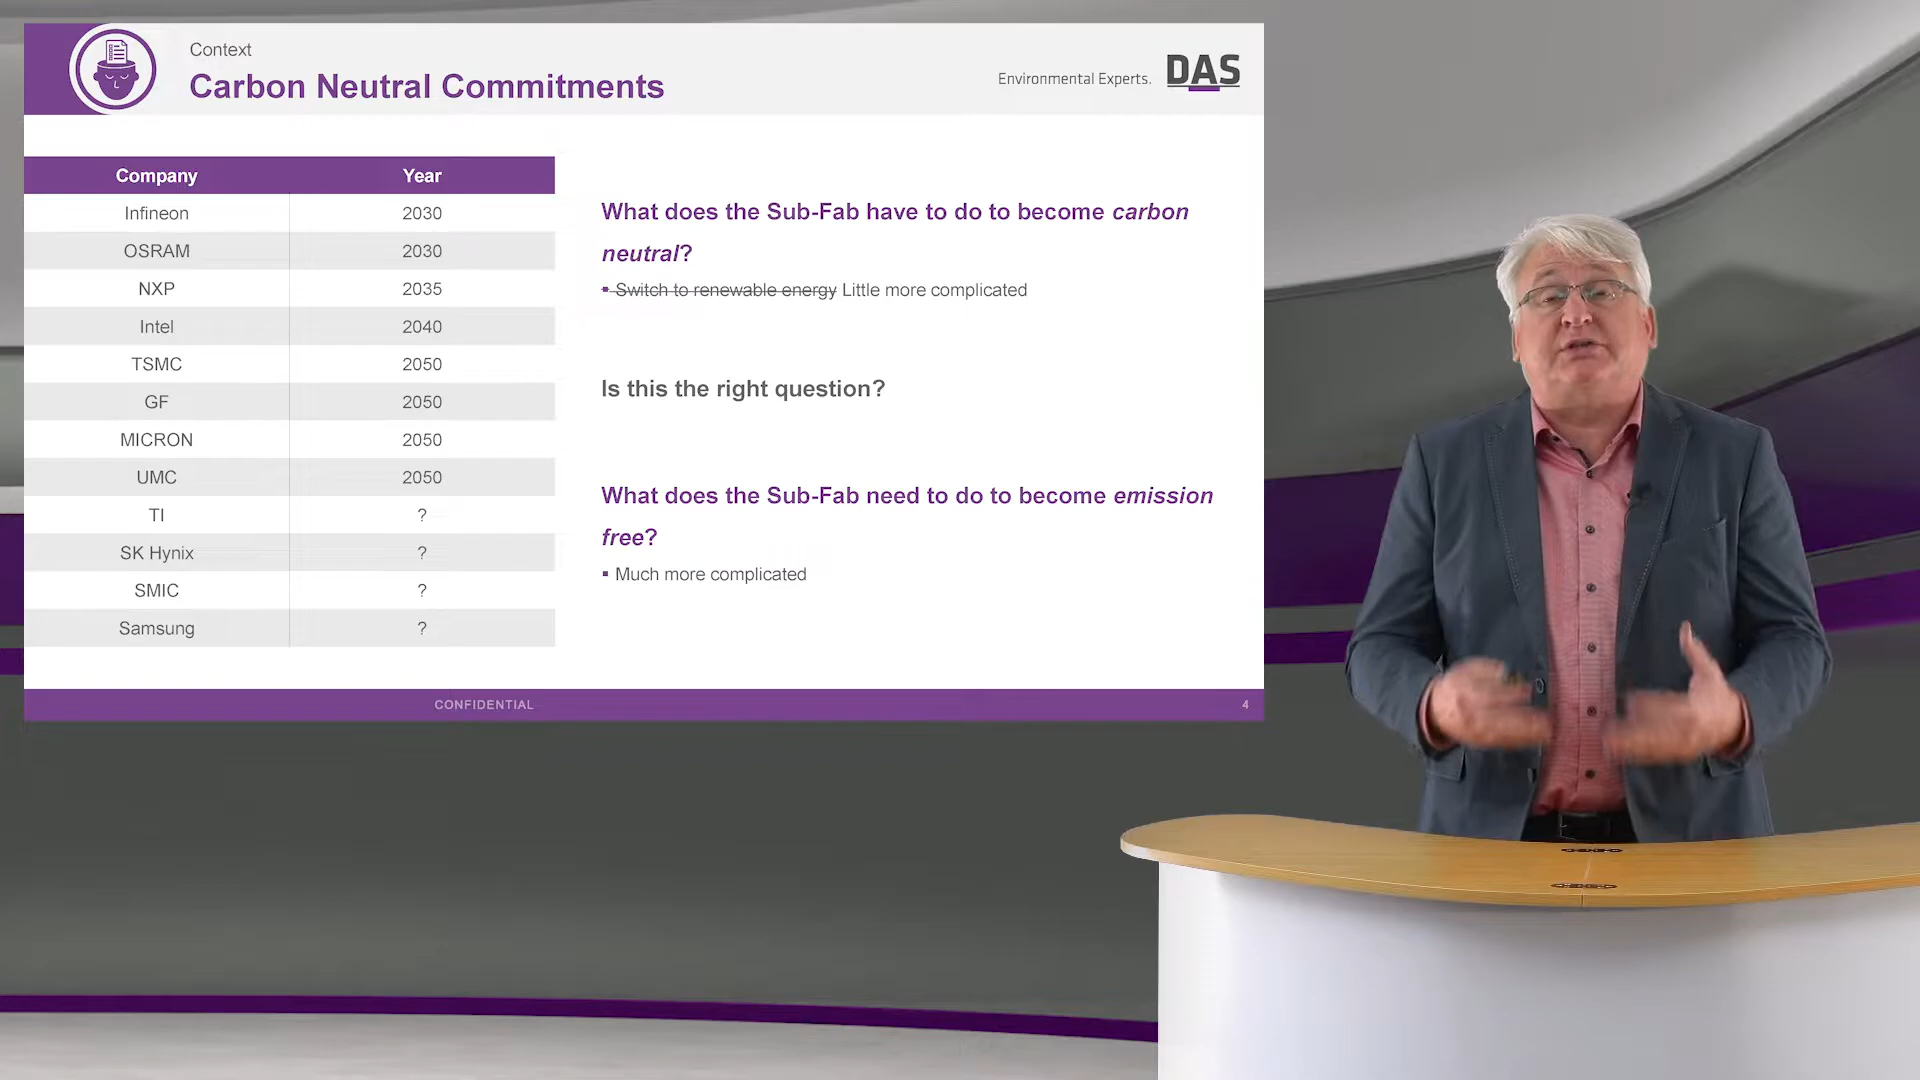 Context
Carbon Neutral Commitments
Environmental Experts.
DAS
Company Year
Infineon 2030
OSRAM 2030
NXP 2035
Intel 2040
TSMC 2050
GF 2050
MICRON 2050
UMC 2050
TI ?
SK Hynix ?
SMIC ?
Samsung ?
What does the Sub-Fab have to do to become carbon
neutral?
▪ Switch to renewable energy Little more complicated
Is this the right question?
What does the Sub-Fab need to do to become emission
free?
▪ Much more complicated
CONFIDENTIAL
4